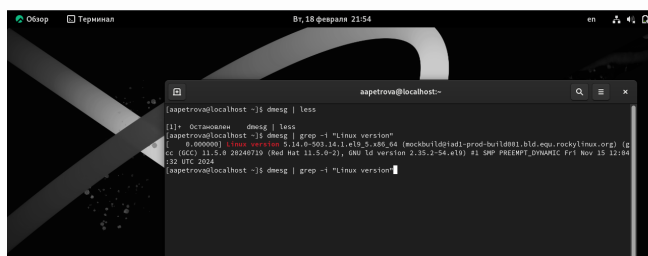 Обзор Терминал Вт, 18 февраля 21:54 en
aapetrova@localhost:~
[aapetrova@localhost ~]$ dmesg | less
[1]+ Остановлен dmesg | less
[aapetrova@localhost ~]$ dmesg | grep -i "Linux version"
[ 0.000000] Linux version 5.14.0-503.14.1.el9_5.x86_64 (mockbuild@iad1-prod-build001.bld.equ.rockylinux.org) (g
cc (GCC) 11.5.0 20240719 (Red Hat 11.5.0-2), GNU ld version 2.35.2-54.el9) #1 SMP PREEMPT_DYNAMIC Fri Nov 15 12:04
:32 UTC 2024
[aapetrova@localhost ~]$ dmesg | grep -i "Linux version"